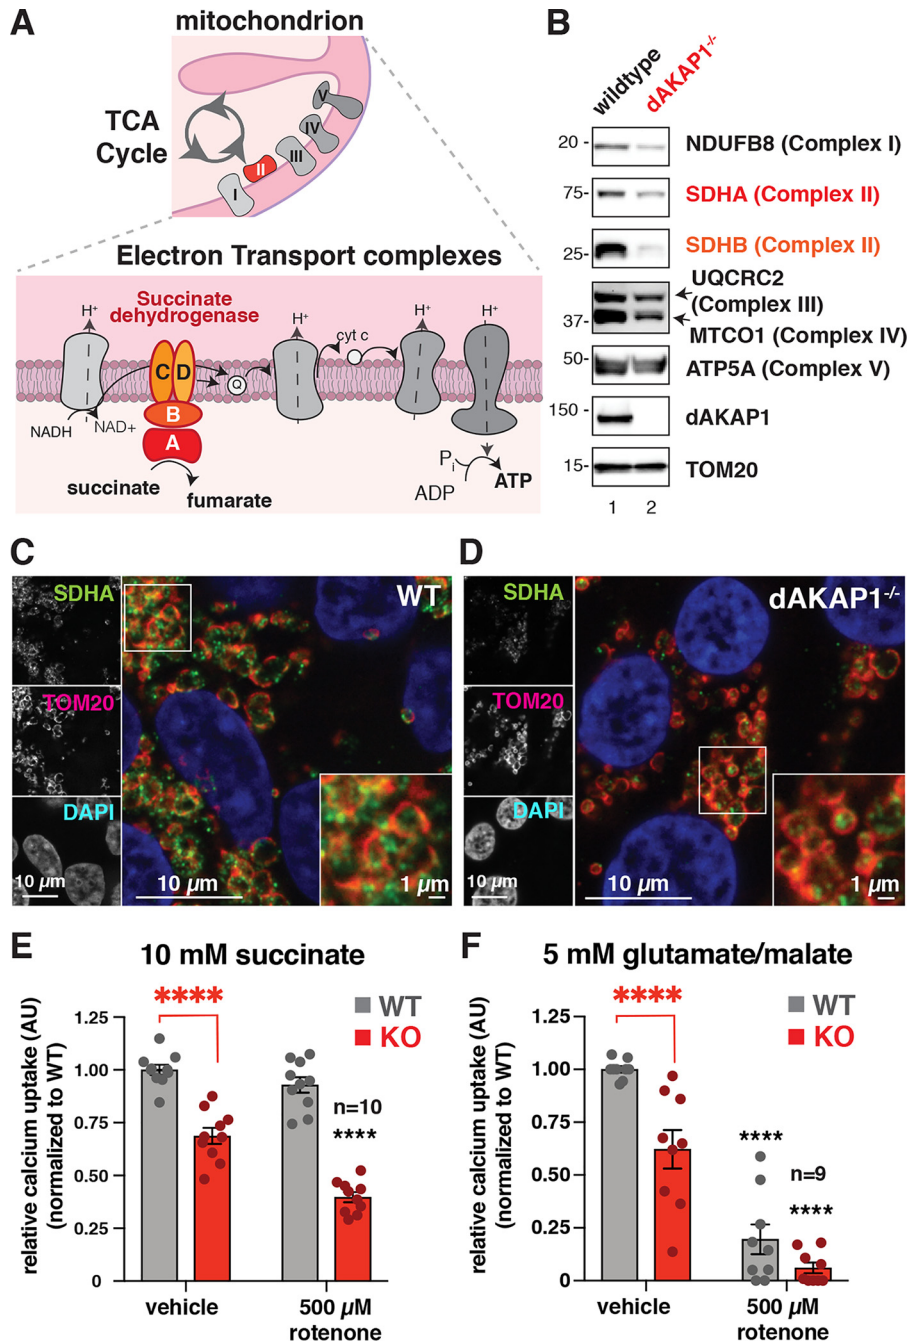 A
mitochondrion
TCA
Cycle
I
II
III
IV
V
Electron Transport complexes
Succinate
dehydrogenase
H+
H+
H+
H+
cyt c
C
D
Q
B
A
NADH
NAD+
succinate
fumarate
Pi
ADP
ATP
B
wildtype
dAKAP1-/-
20 -
NDUFB8 (Complex I)
75-
SDHA (Complex II)
25-
SDHB (Complex II)
UQCRC2
(Complex III)
37-
MTCO1 (Complex IV)
50-
ATP5A (Complex V)
150 -
dAKAP1
15-
TOM20
1
2
C
SDHA
TOM20
DAPI
10 μm
WT
10 μm
1 μm
D
SDHA
TOM20
DAPI
10 μm
dAKAP1-/-
10 μm
1 μm
E
10 mM succinate
relative calcium uptake (AU)
(normalized to WT)
1.25
1.00
0.75
0.50
0.25
0
****
WT
KO
n=10
****
vehicle
500 μM
rotenone
F
5 mM glutamate/malate
relative calcium uptake (AU)
(normalized to WT)
1.25
1.00
0.75
0.50
0.25
0
****
WT
KO
****
n=9
****
vehicle
500 μM
rotenone